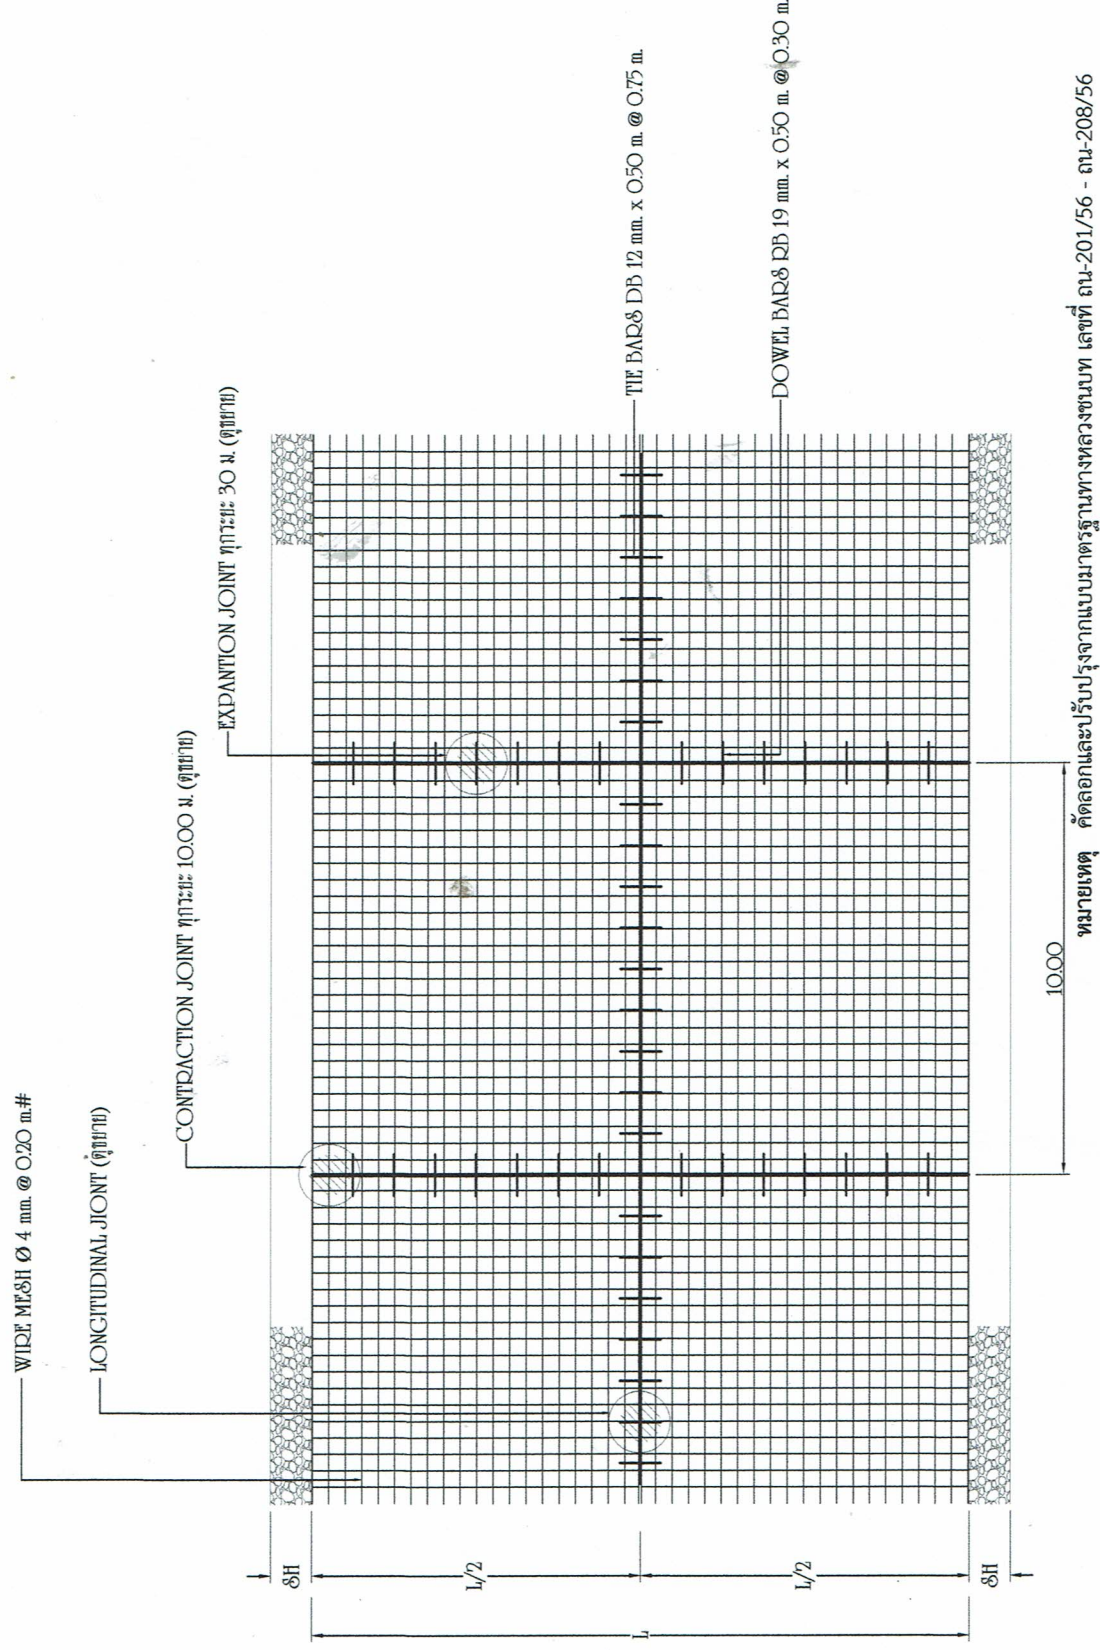 WIRE MESH Ø 4 mm. @ 0.20 m.#
LONGITUDINAL JIONT (ดูขยาย)
CONTRACTION JOINT ทุกระยะ 10.00 ม. (ดูขยาย)
EXPANTION JOINT ทุกระยะ 30 ม. (ดูขยาย)
TIE BARS DB 12 mm. x 0.50 m. @ 0.75 m.
DOWEL BARS RB 19 mm. x 0.50 m. @ 0.30 m.
SH
L/2
L/2
SH
L
10.00
หมายเหตุ คัดลอกและปรับปรุงจากแบบมาตรฐานทางหลวงชนบท เลขที่ ถน-201/56 - ถน-208/56